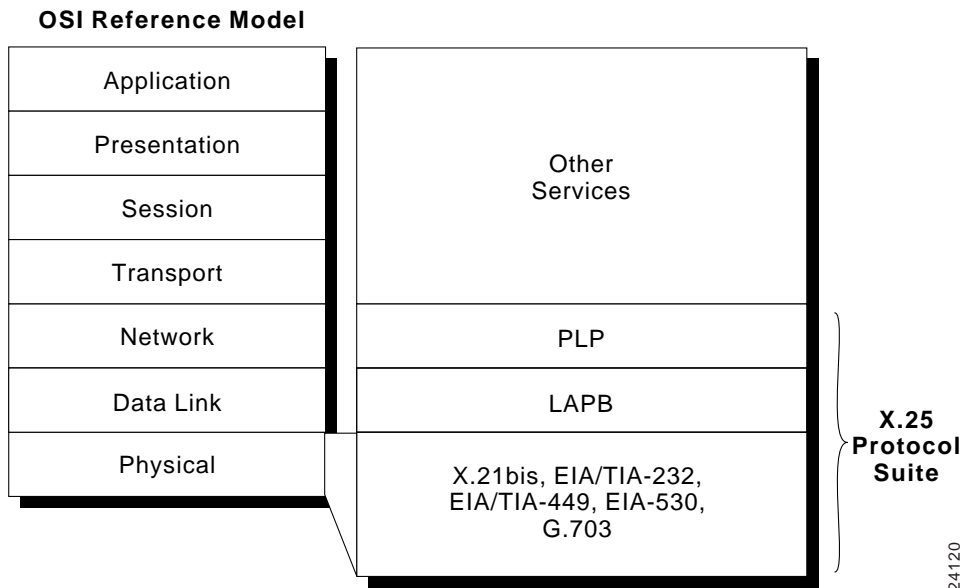 OSI Reference Model
Application
Presentation
Session
Transport
Network
Data Link
Physical
Other
Services
PLP
LAPB
X.21bis, EIA/TIA-232,
EIA/TIA-449, EIA-530,
G.703
X.25
Protocol
Suite
24120